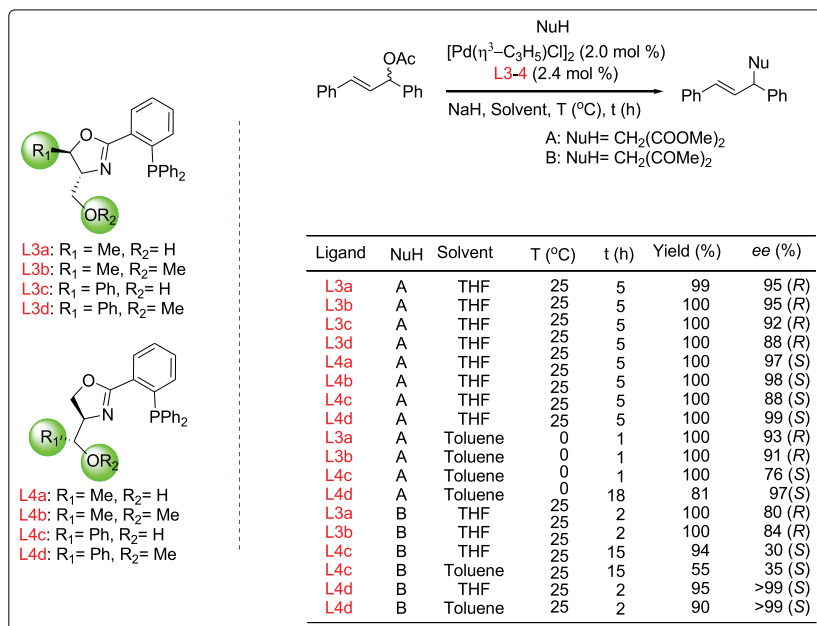 NuH
[Pd(η³–C₃H₅)Cl]₂ (2.0 mol %)
L3-4 (2.4 mol %)
NaH, Solvent, T (ºC), t (h)
OAc
Ph
Ph
Nu
Ph
Ph
A: NuH= CH₂(COOMe)₂
B: NuH= CH₂(COMe)₂
O
N
PPh₂
R₁
OR₂
L3a: R₁ = Me, R₂= H
L3b: R₁ = Me, R₂= Me
L3c: R₁ = Ph, R₂= H
L3d: R₁ = Ph, R₂= Me
O
N
PPh₂
R₁
OR₂
L4a: R₁ = Me, R₂= H
L4b: R₁ = Me, R₂= Me
L4c: R₁ = Ph, R₂= H
L4d: R₁ = Ph, R₂= Me
Ligand NuH Solvent T (ºC) t (h) Yield (%) ee (%)
L3a A THF 25 5 99 95 (R)
L3b A THF 25 5 100 95 (R)
L3c A THF 25 5 100 92 (R)
L3d A THF 25 5 100 88 (R)
L4a A THF 25 5 100 97 (S)
L4b A THF 25 5 100 98 (S)
L4c A THF 25 5 100 88 (S)
L4d A THF 25 5 100 99 (S)
L3a A Toluene 0 1 100 93 (R)
L3b A Toluene 0 1 100 91 (R)
L4c A Toluene 0 1 100 76 (S)
L4d A Toluene 0 18 81 97(S)
L3a B THF 25 2 100 80 (R)
L3b B THF 25 2 100 84 (R)
L4c B THF 25 15 94 30 (S)
L4c B Toluene 25 15 55 35 (S)
L4d B THF 25 2 95 >99 (S)
L4d B Toluene 25 2 90 >99 (S)